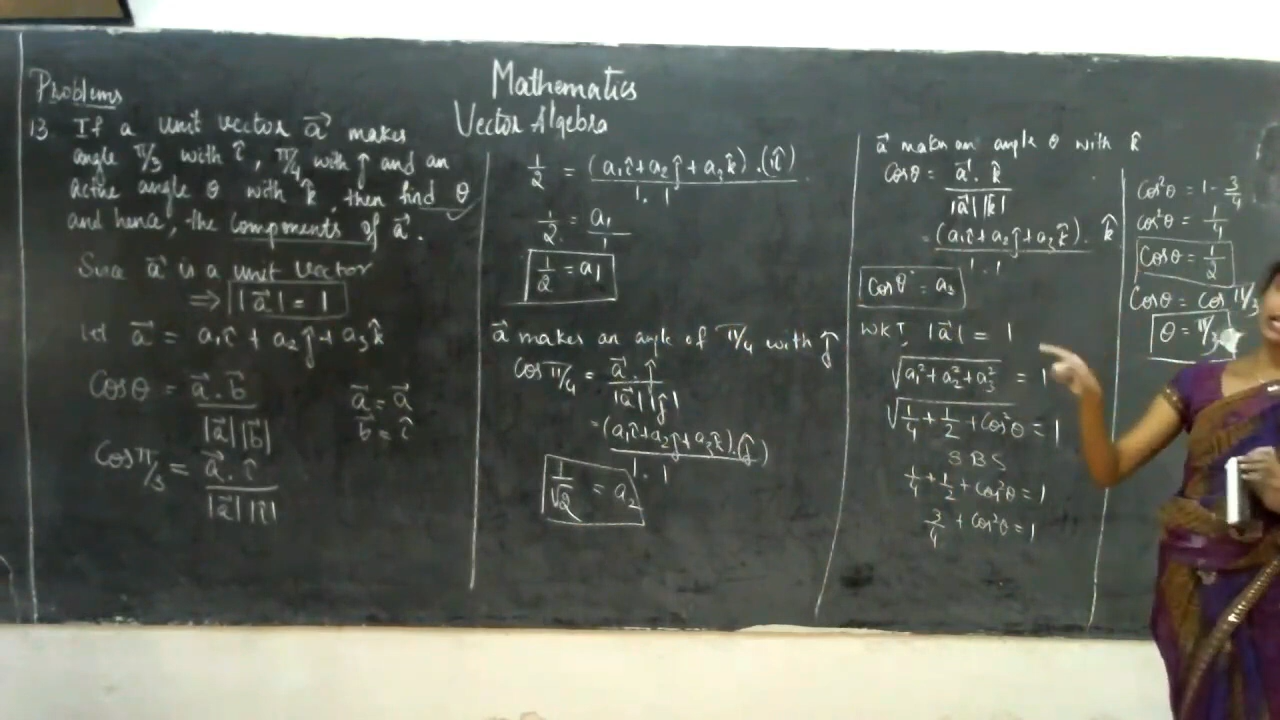 Mathematics
Vector Algebra
Problems
13 If a unit vector a⃗ makes
angle π/3 with î, π/4 with ĵ and an
acute angle θ with k̂, then find θ
and hence, the components of a⃗.
Since a⃗ is a unit vector
⇒ |a⃗| = 1
let a⃗ = a₁î + a₂ĵ + a₃k̂
Cosθ = a⃗ . b⃗ / |a⃗||b⃗|
a⃗ = a⃗
b⃗ = î
Cos π/3 = a⃗ . î / |a⃗||î|
1/2 = (a₁î + a₂ĵ + a₃k̂).(î) / 1.1
1/2 = a₁/1
1/2 = a₁
a⃗ makes an angle of π/4 with ĵ
Cos π/4 = a⃗ . ĵ / |a⃗||ĵ|
= (a₁î + a₂ĵ + a₃k̂).(ĵ) / 1.1
1/√2 = a₂
a⃗ makes an angle θ with k̂
Cosθ = a⃗ . k̂ / |a⃗||k̂|
= (a₁î + a₂ĵ + a₃k̂) . k̂ / 1.1
Cosθ = a₃
WKT, |a⃗| = 1
√(a₁² + a₂² + a₃²) = 1
√(1/4 + 1/2 + cos²θ) = 1
SBS
1/4 + 1/2 + cos²θ = 1
3/4 + cos²θ = 1
cos²θ = 1 - 3/4
cos²θ = 1/4
Cosθ = 1/2
Cosθ = cos π/3
θ = π/3